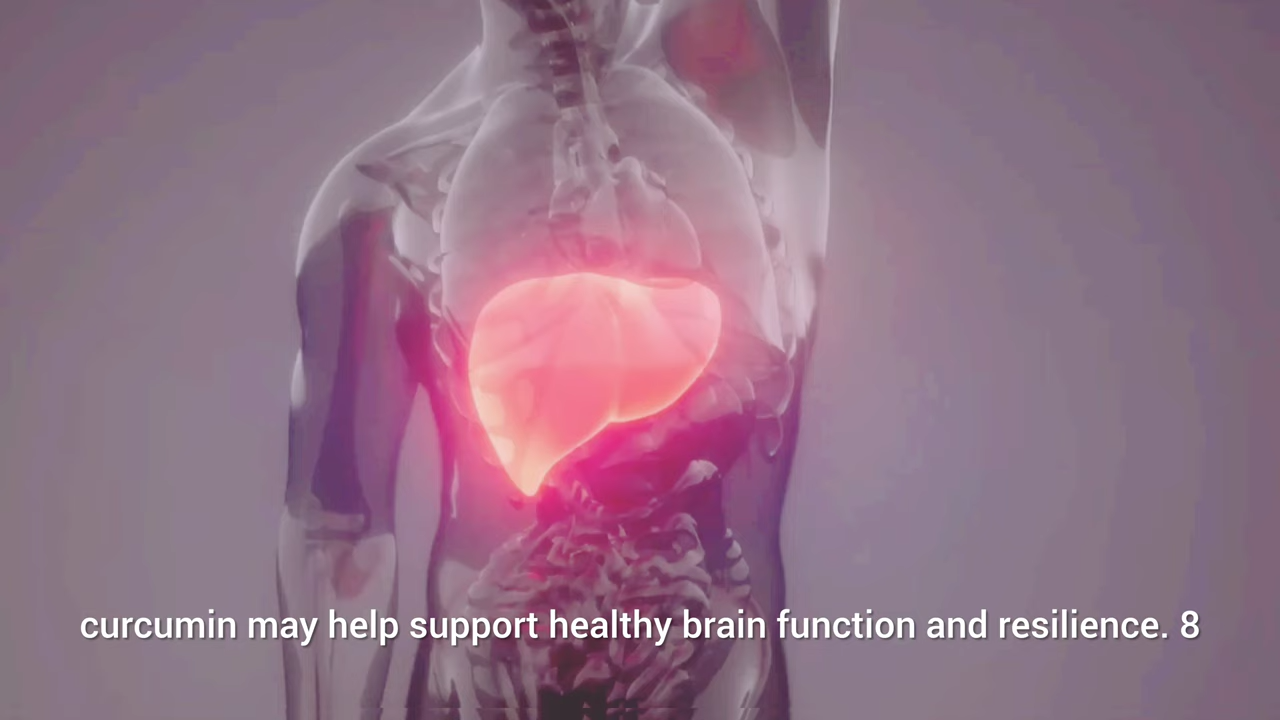 curcumin may help support healthy brain function and resilience. 8